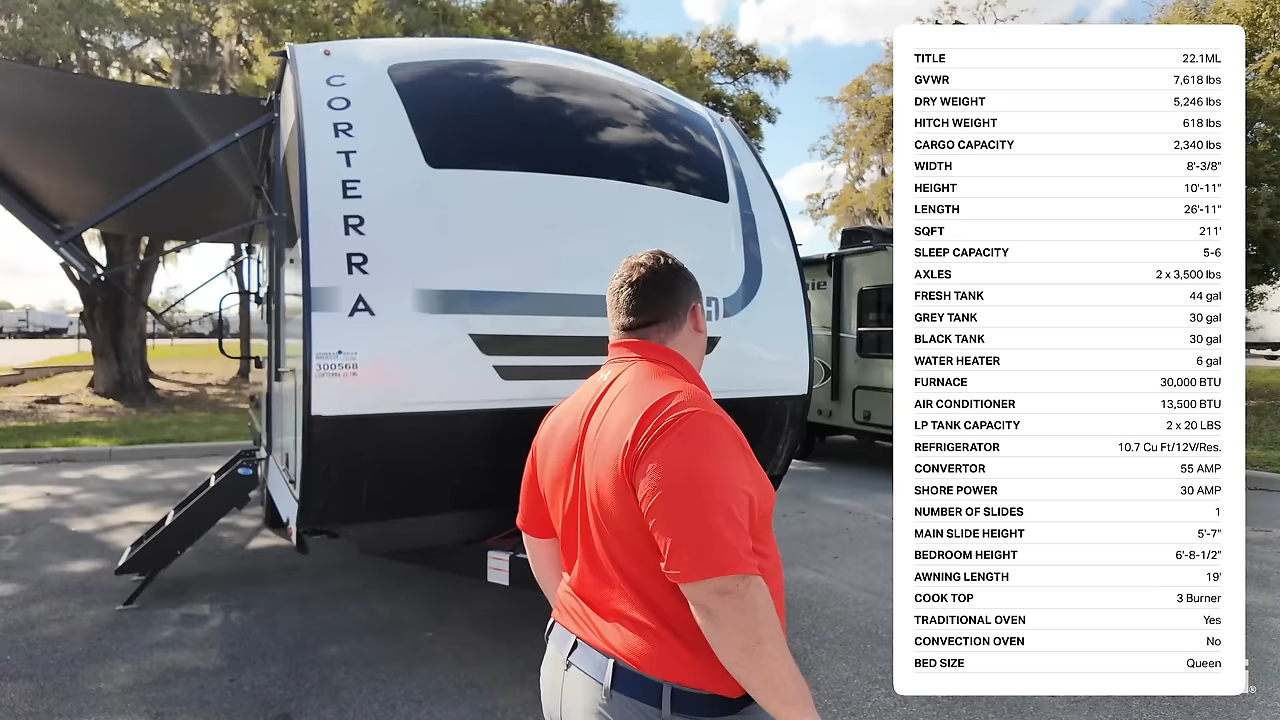 CORTERRA
300568
CORTERRA 22.1ML
H
TITLE 22.1ML
GVWR 7,618 lbs
DRY WEIGHT 5,246 lbs
HITCH WEIGHT 618 lbs
CARGO CAPACITY 2,340 lbs
WIDTH 8'-3/8"
HEIGHT 10'-11"
LENGTH 26'-11"
SQFT 211'
SLEEP CAPACITY 5-6
AXLES 2 x 3,500 lbs
FRESH TANK 44 gal
GREY TANK 30 gal
BLACK TANK 30 gal
WATER HEATER 6 gal
FURNACE 30,000 BTU
AIR CONDITIONER 13,500 BTU
LP TANK CAPACITY 2 x 20 LBS
REFRIGERATOR 10.7 Cu Ft/12V/Res.
CONVERTOR 55 AMP
SHORE POWER 30 AMP
NUMBER OF SLIDES 1
MAIN SLIDE HEIGHT 5'-7"
BEDROOM HEIGHT 6'-8-1/2"
AWNING LENGTH 19'
COOK TOP 3 Burner
TRADITIONAL OVEN Yes
CONVECTION OVEN No
BED SIZE Queen